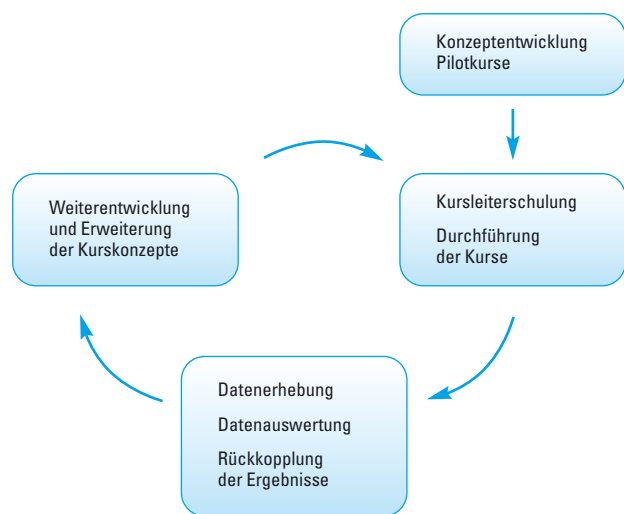 Konzeptentwicklung
Pilotkurse
Kursleiterschulung
Durchführung
der Kurse
Weiterentwicklung
und Erweiterung
der Kurskonzepte
Datenerhebung
Datenauswertung
Rückkopplung
der Ergebnisse